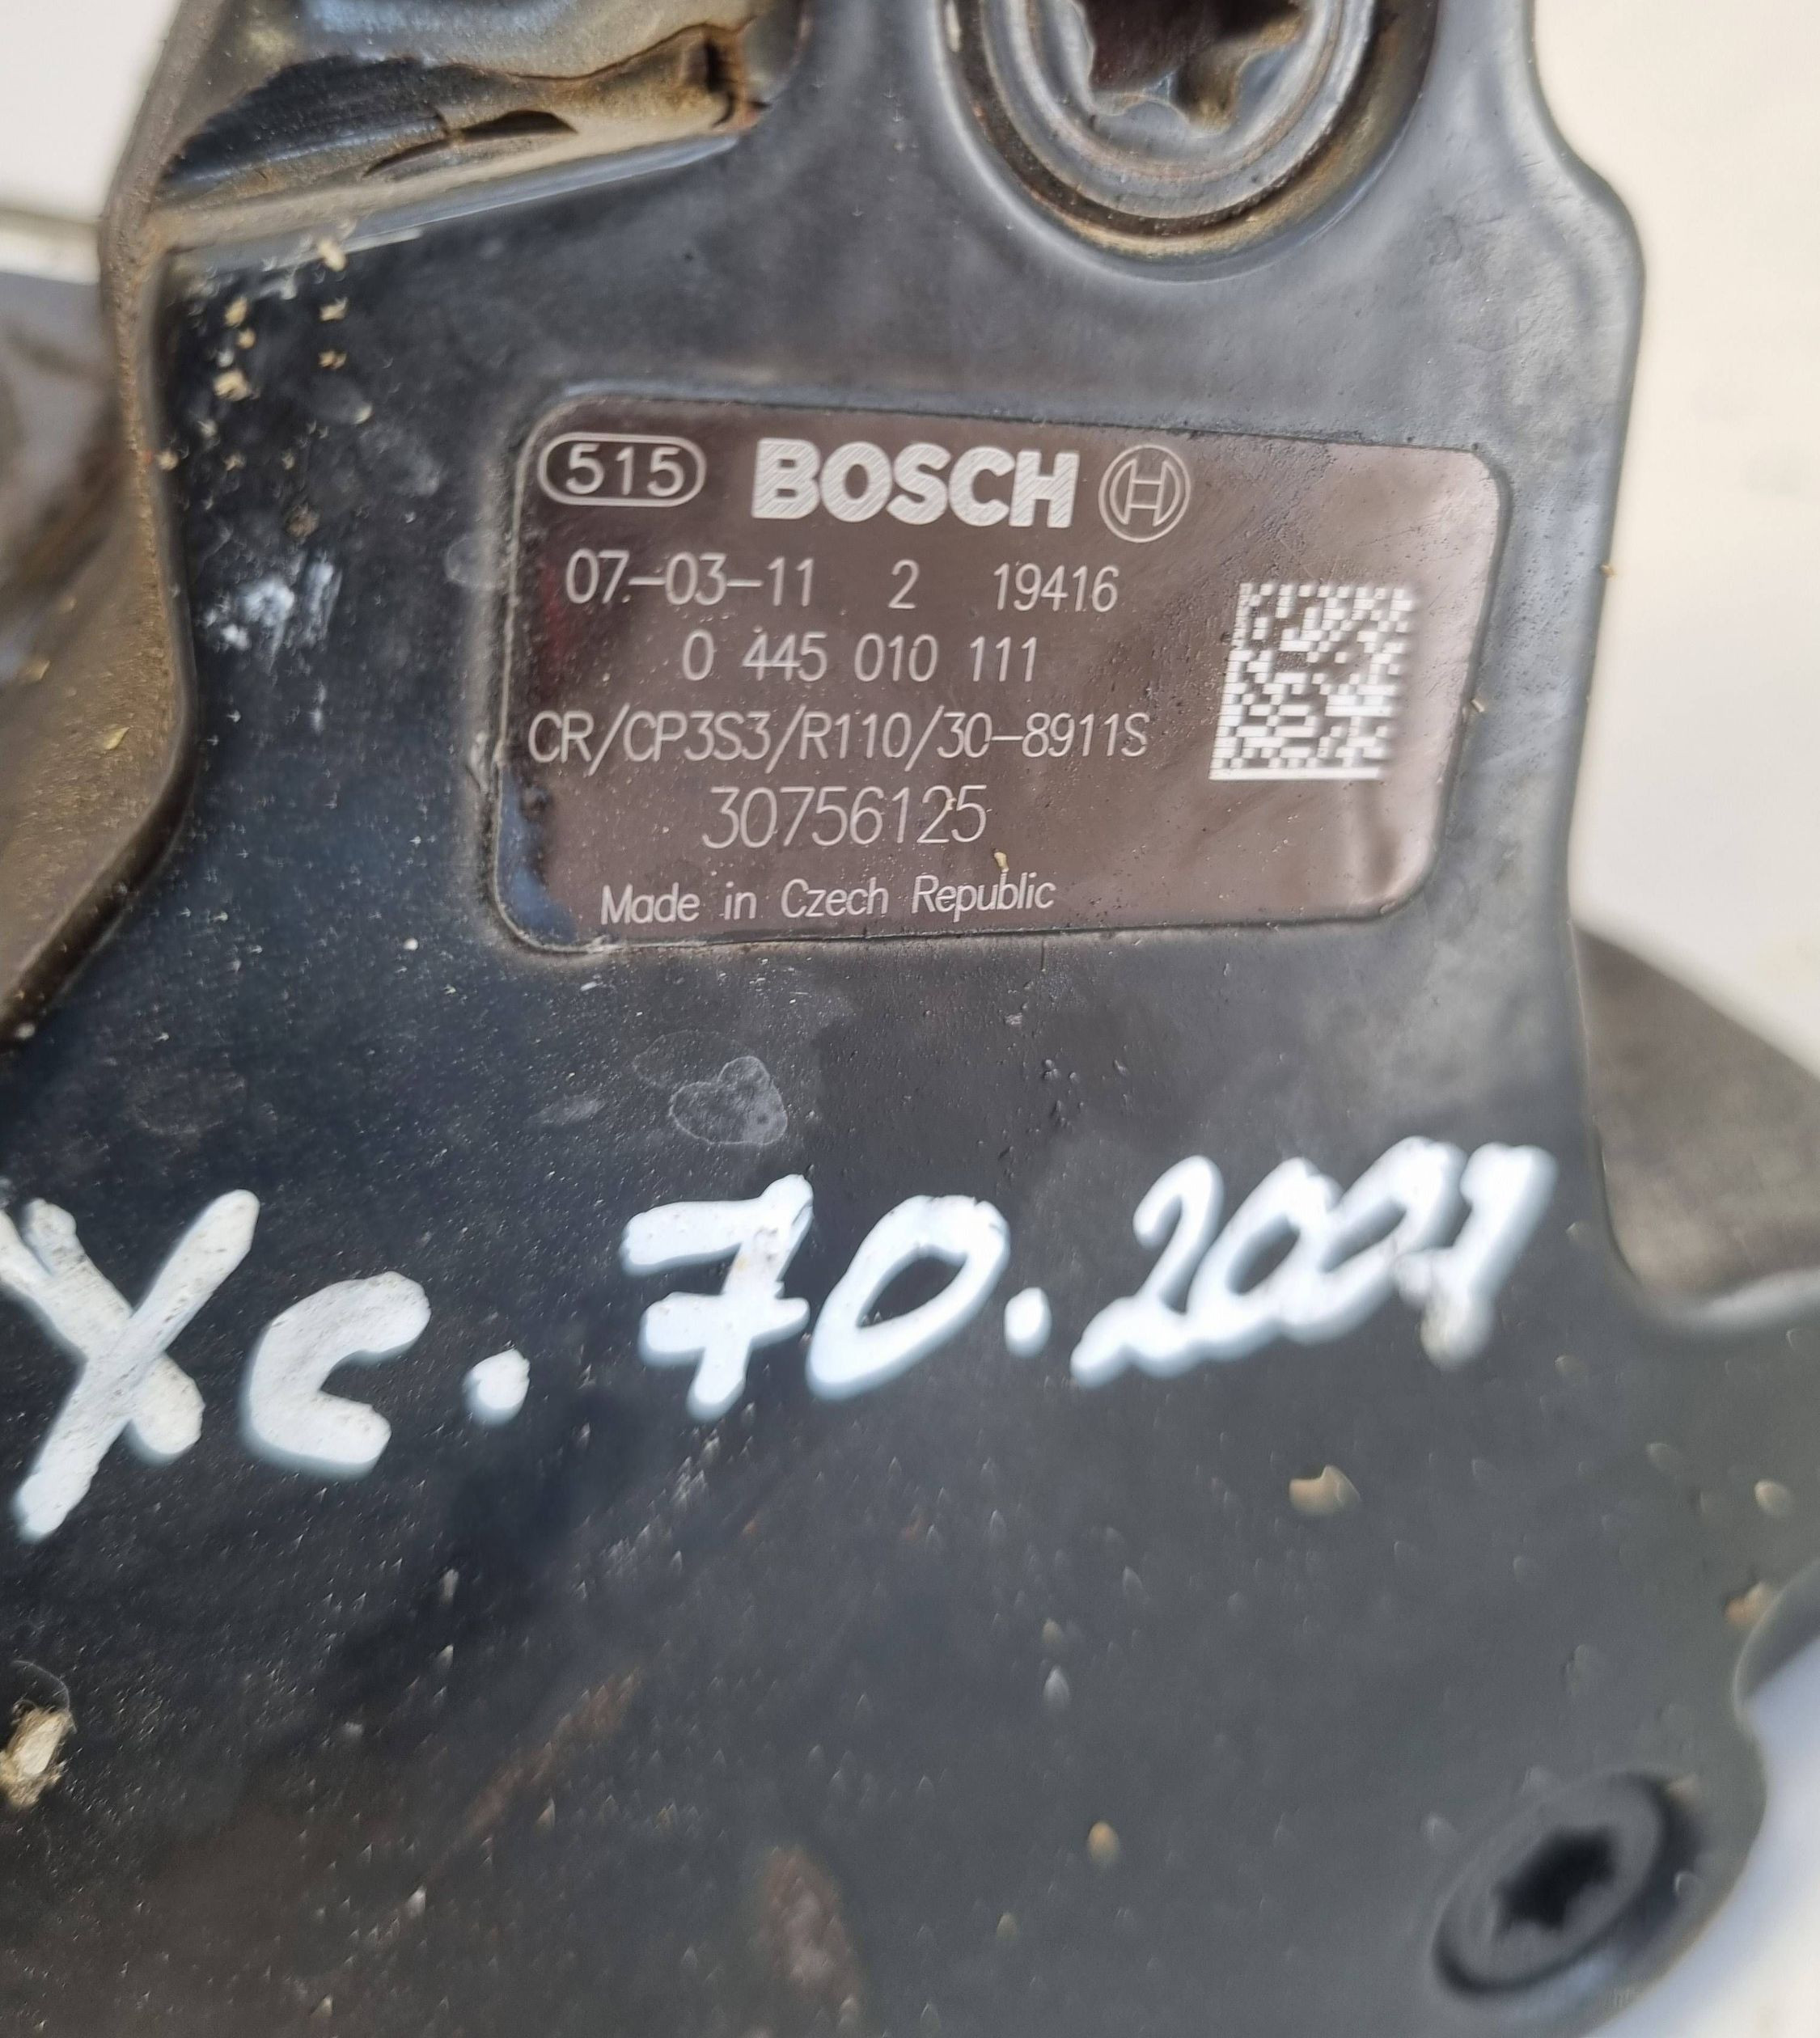 515 BOSCH
07-03-11 2 19416
0 445 010 111
CR/CP3S3/R110/30-8911S
30756125
Made in Czech Republic
XC.70.2007